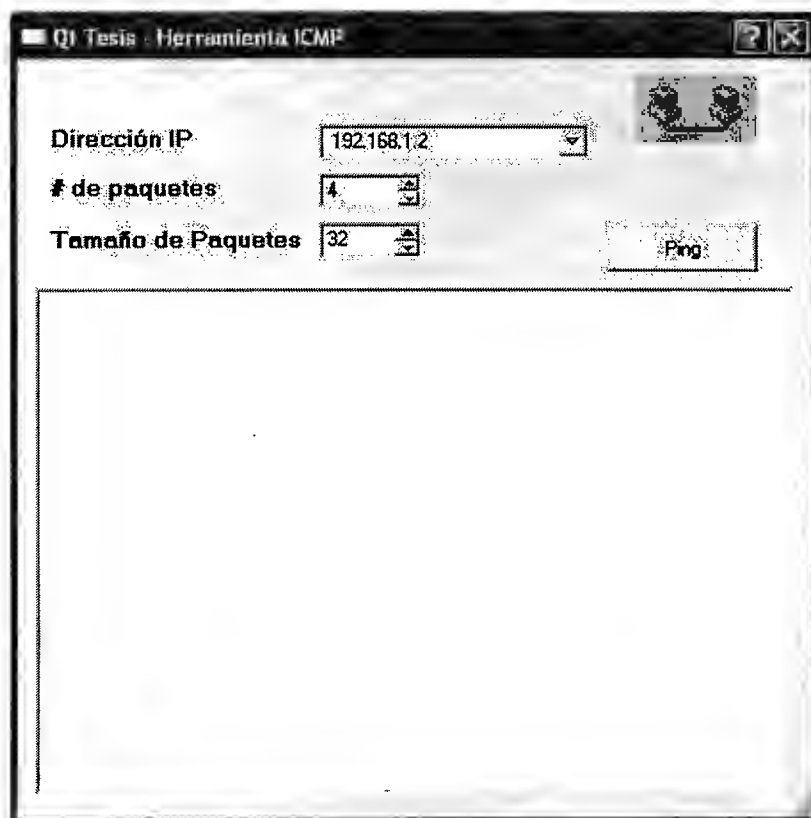 Qt Tesis - Herramienta ICMP
Dirección IP 192.168.1.2
# de paquetes 4
Tamaño de Paquetes 32
Ping